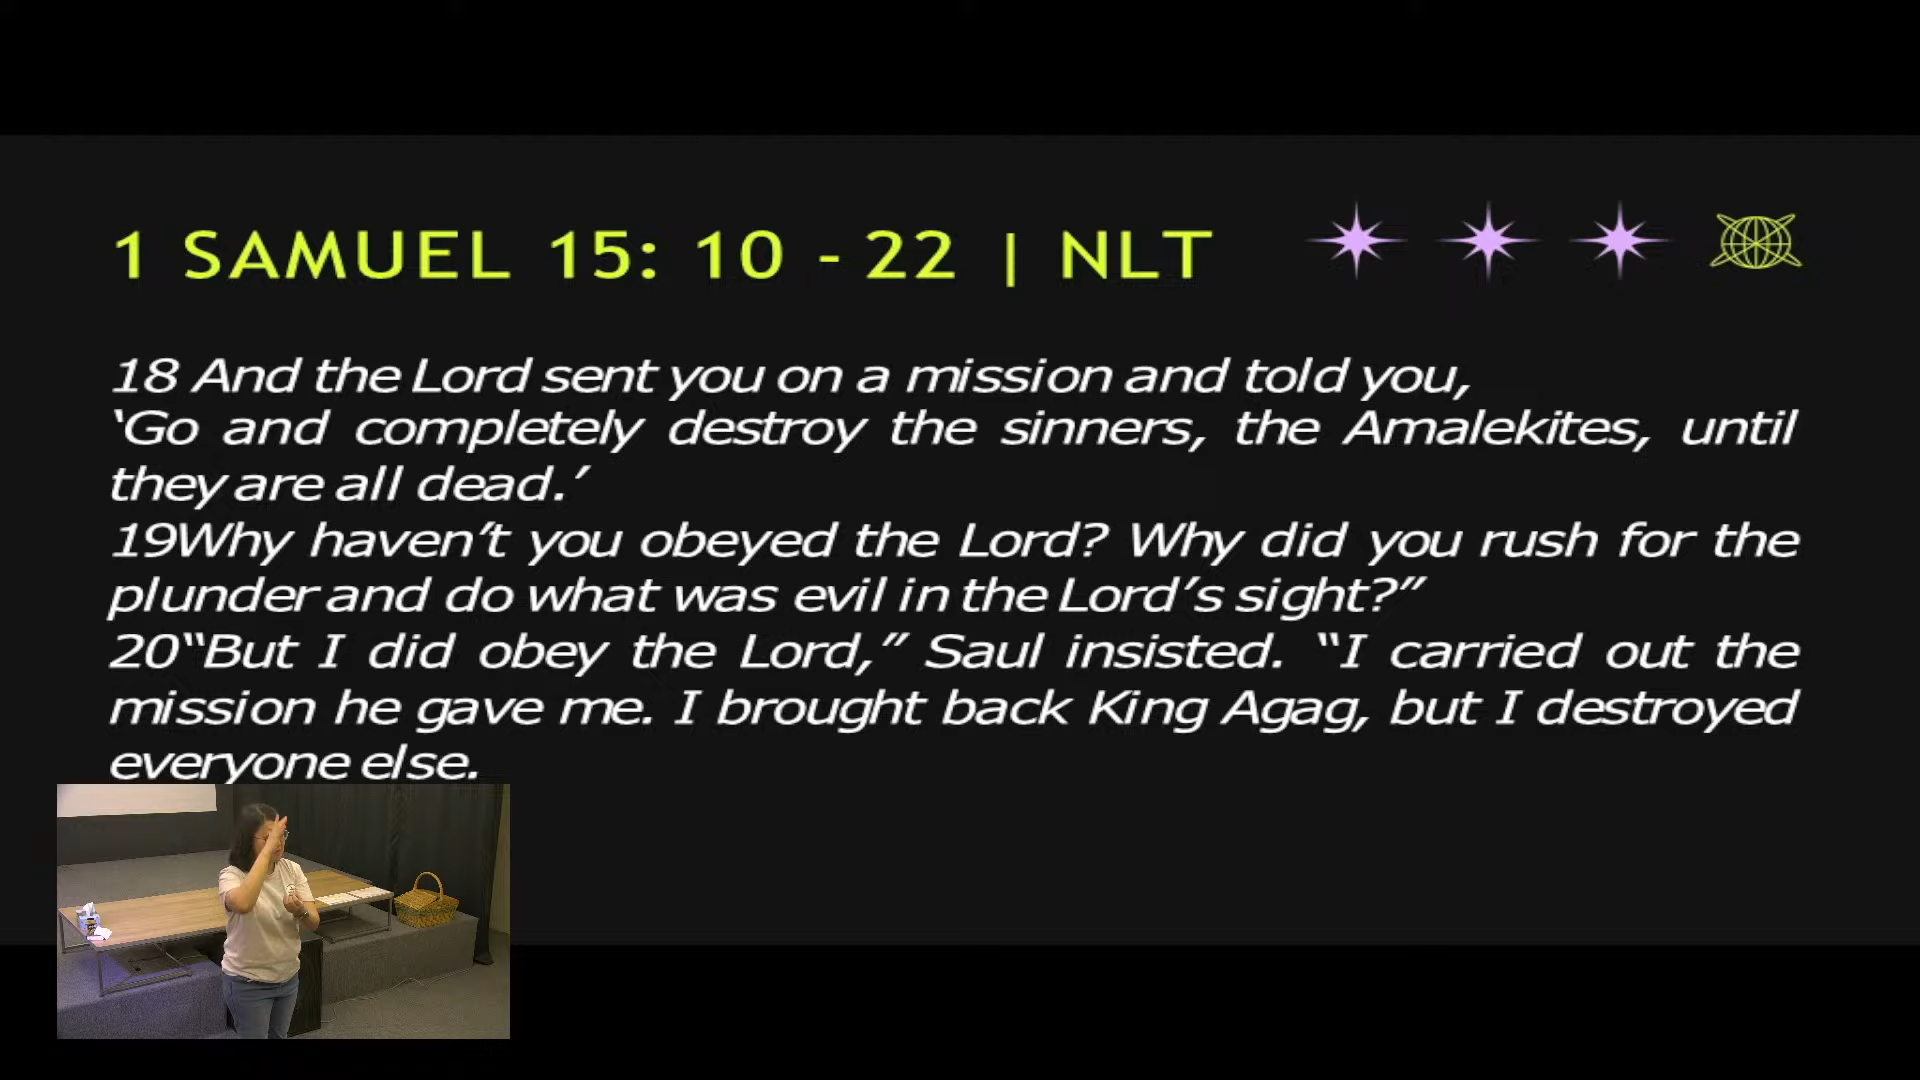 1 SAMUEL 15: 10 - 22 | NLT
18 And the Lord sent you on a mission and told you,
‘Go and completely destroy the sinners, the Amalekites, until
they are all dead.’
19Why haven’t you obeyed the Lord? Why did you rush for the
plunder and do what was evil in the Lord’s sight?”
20“But I did obey the Lord,” Saul insisted. “I carried out the
mission he gave me. I brought back King Agag, but I destroyed
everyone else.